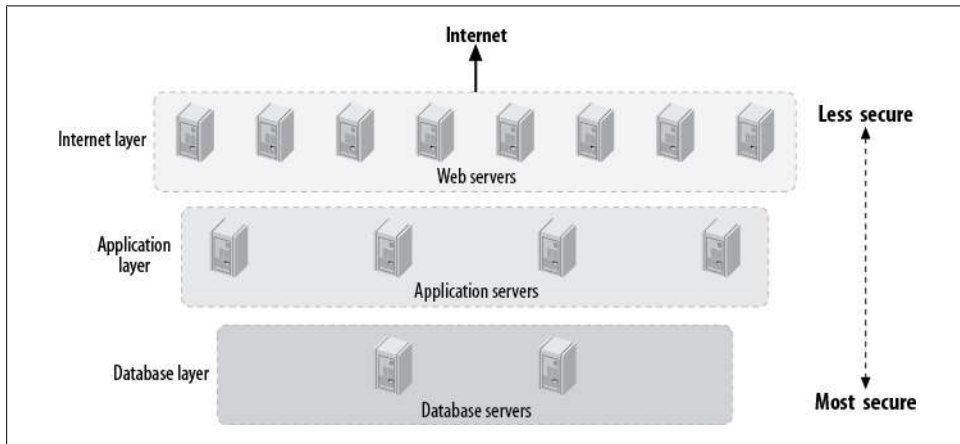 Internet
Internet layer
Less secure
Web servers
Application
layer
Application servers
Database layer
Database servers
Most secure